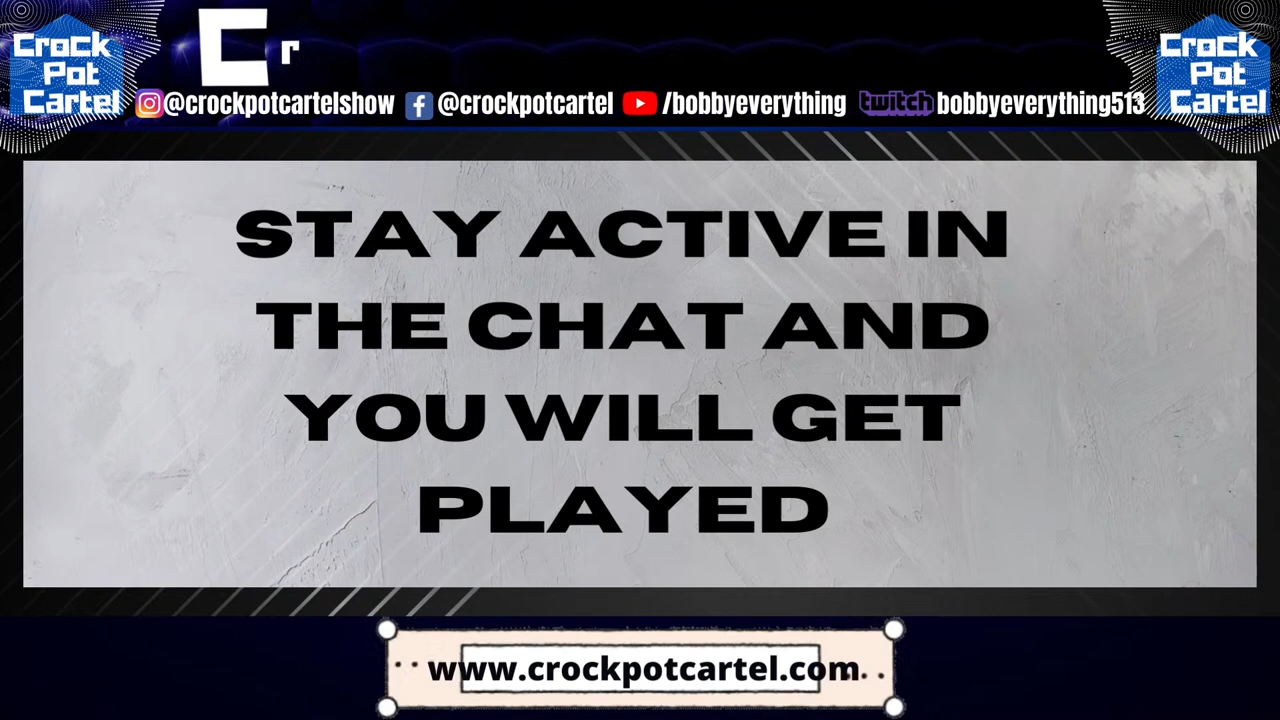 Cr
Crock
Pot
Cartel
@crockpotcartelshow @crockpotcartel /bobbyeverything twitch bobbyeverything513
Crock
Pot
Cartel
STAY ACTIVE IN
THE CHAT AND
YOU WILL GET
PLAYED
www.crockpotcartel.com